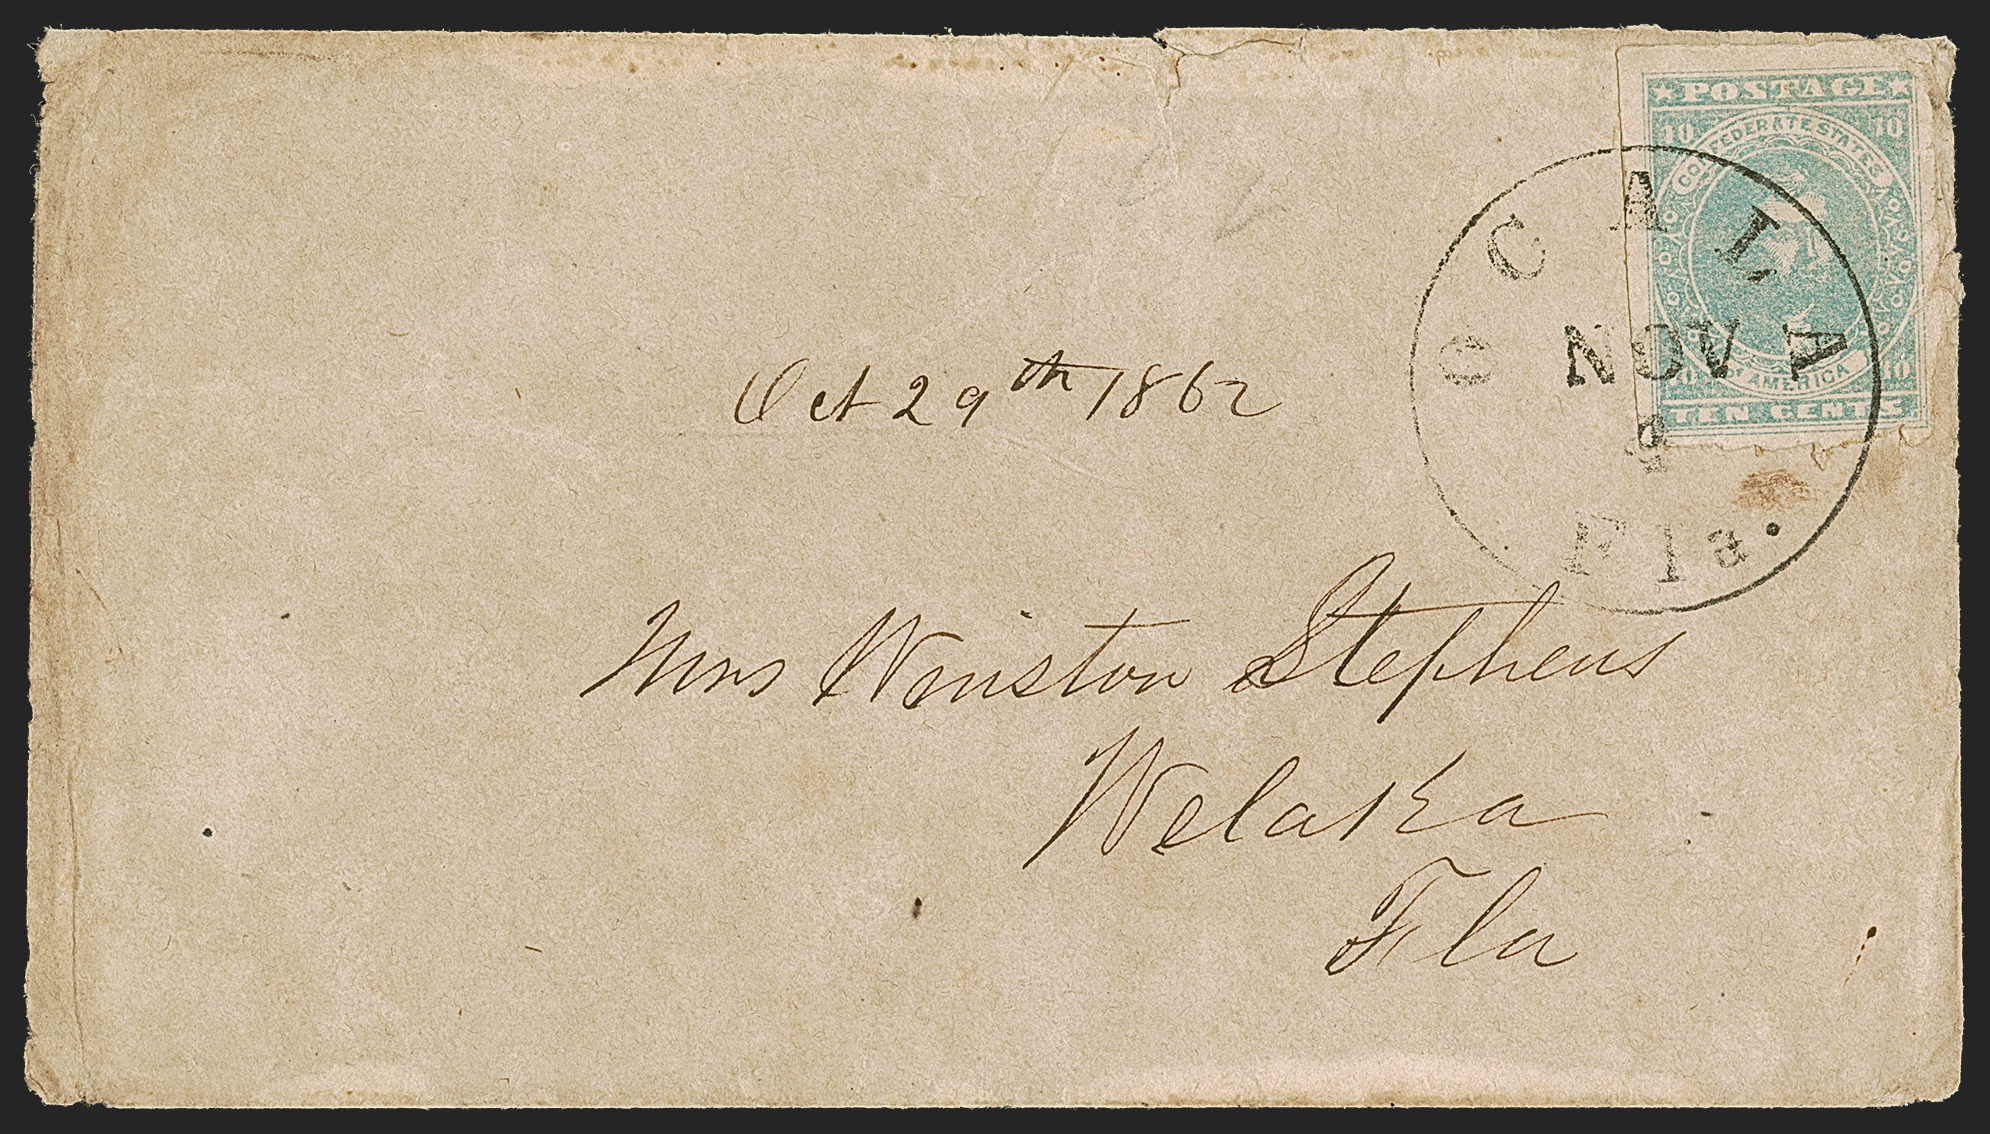 ★ POSTAGE ★
10 CONFEDERATE STATES 10
OF AMERICA
10 10
TEN CENTS
OCALA
NOV
Fla.
Oct 29th 1862
Mrs Winston Stephens
Welaka
Fla